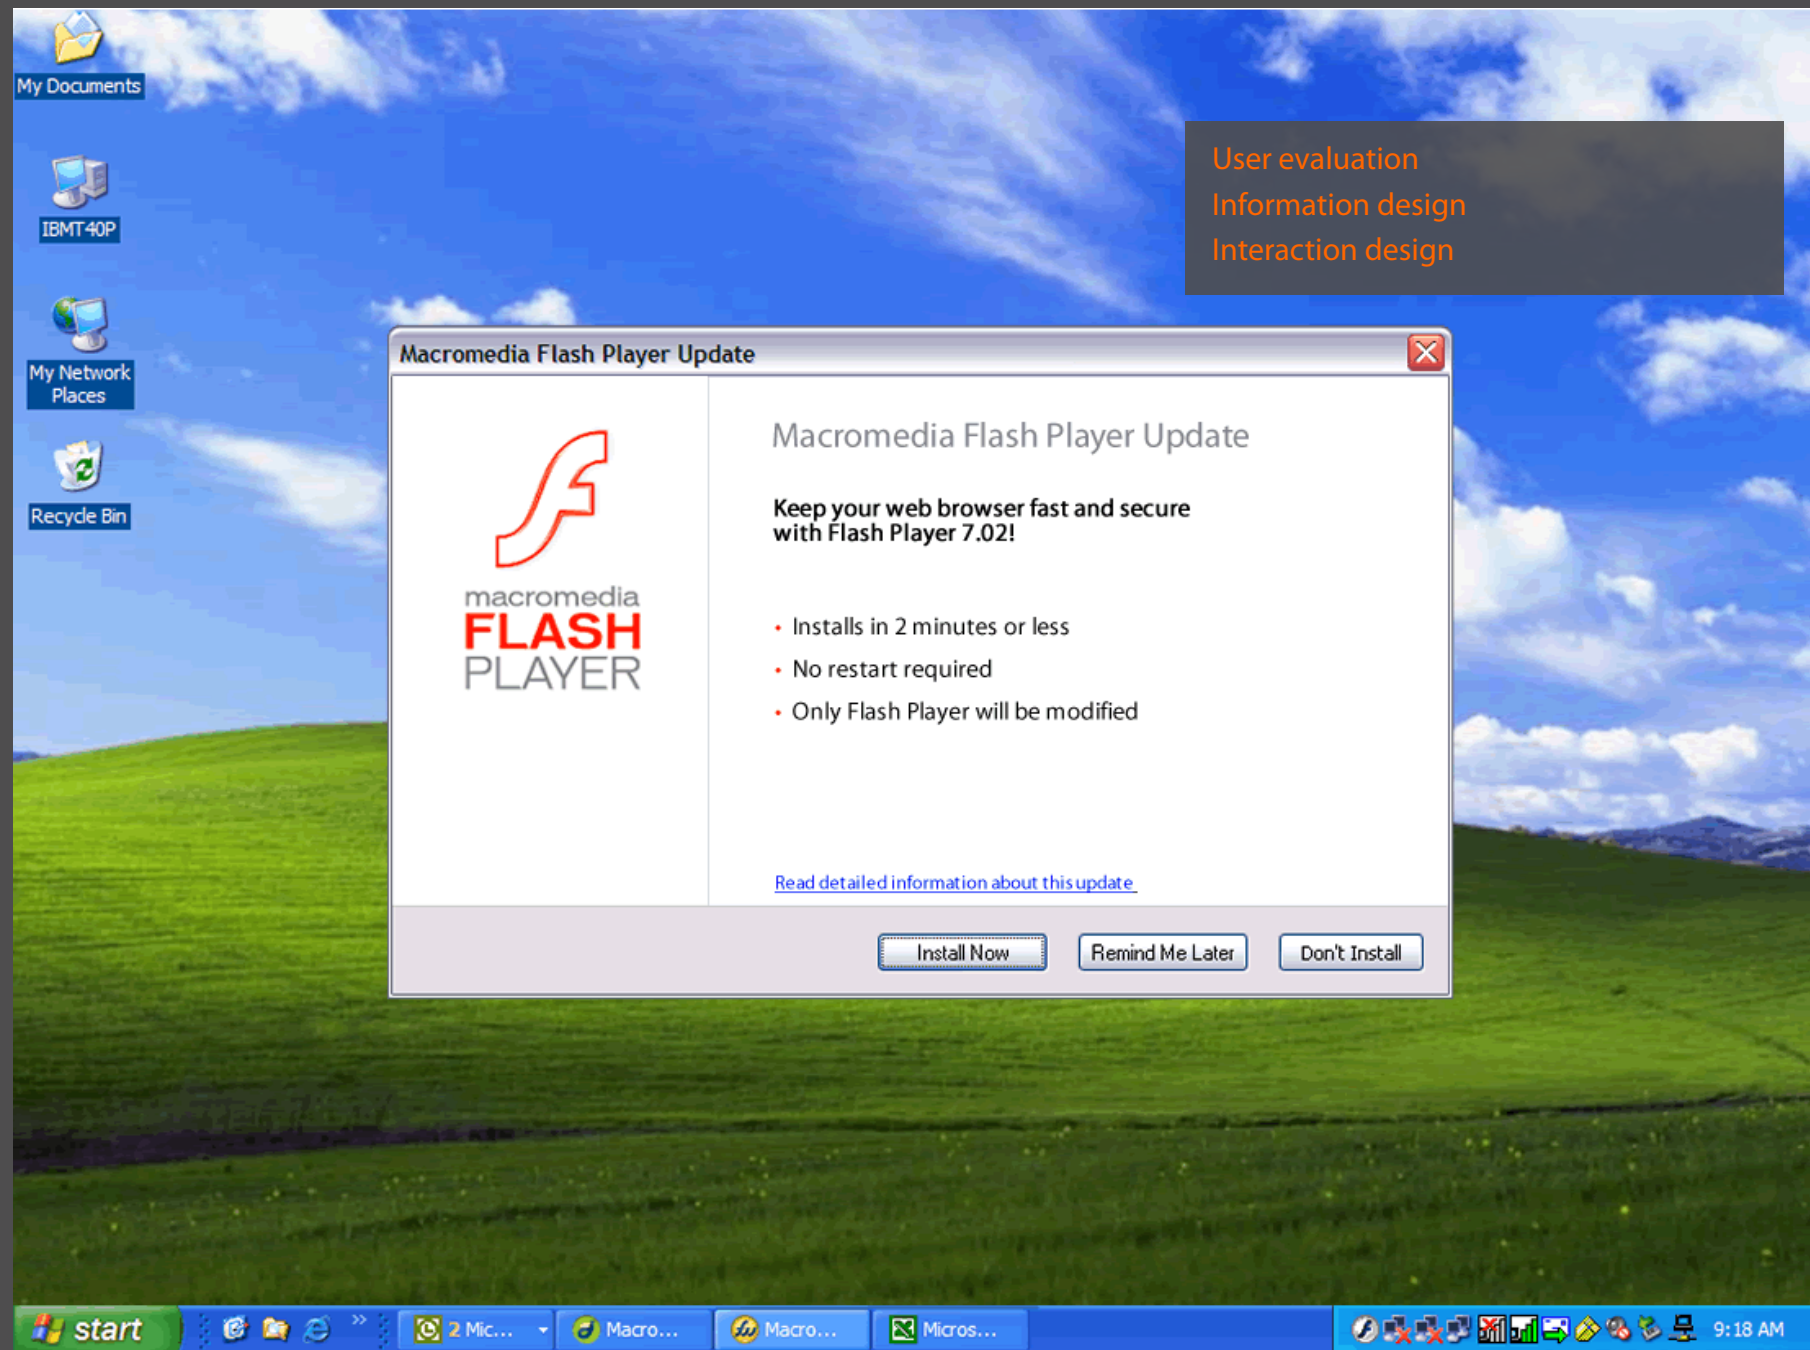 My Documents
IBMT40P
My Network
Places
Recycle Bin
User evaluation
Information design
Interaction design
Macromedia Flash Player Update
macromedia
FLASH
PLAYER
Macromedia Flash Player Update
Keep your web browser fast and secure
with Flash Player 7.02!
• Installs in 2 minutes or less
• No restart required
• Only Flash Player will be modified
Read detailed information about this update
Install Now
Remind Me Later
Don't Install
start
2 Mic...
Macro...
Macro...
Micros...
9:18 AM